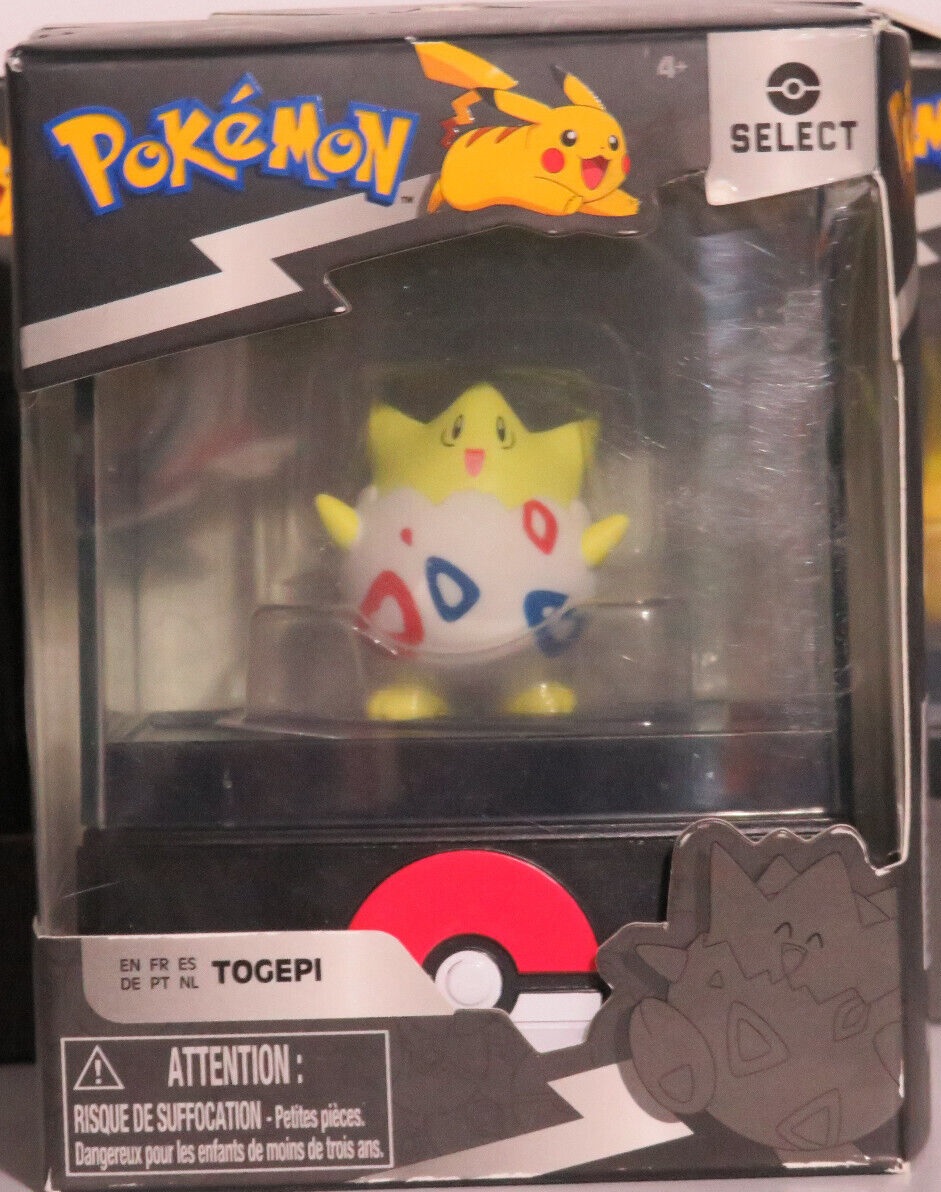 POKéMON
TM
4+
SELECT
EN FR ES
DE PT NL
TOGEPI
ATTENTION :
RISQUE DE SUFFOCATION - Petites pièces.
Dangereux pour les enfants de moins de trois ans.